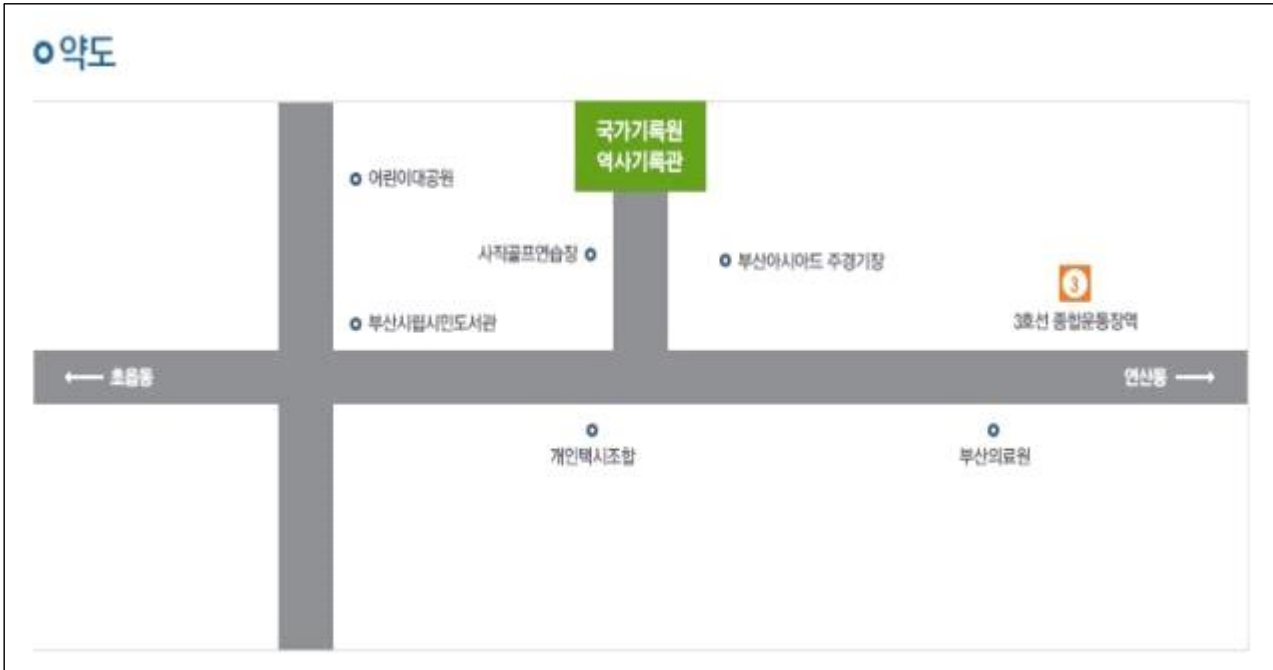 약도
국가기록원
역사기록관
어린이대공원
사직골프연습장
부산아시아드 주경기장
3
부산시립시민도서관
3호선 종합운동장역
← 초읍동
연산동 →
개인택시조합
부산의료원